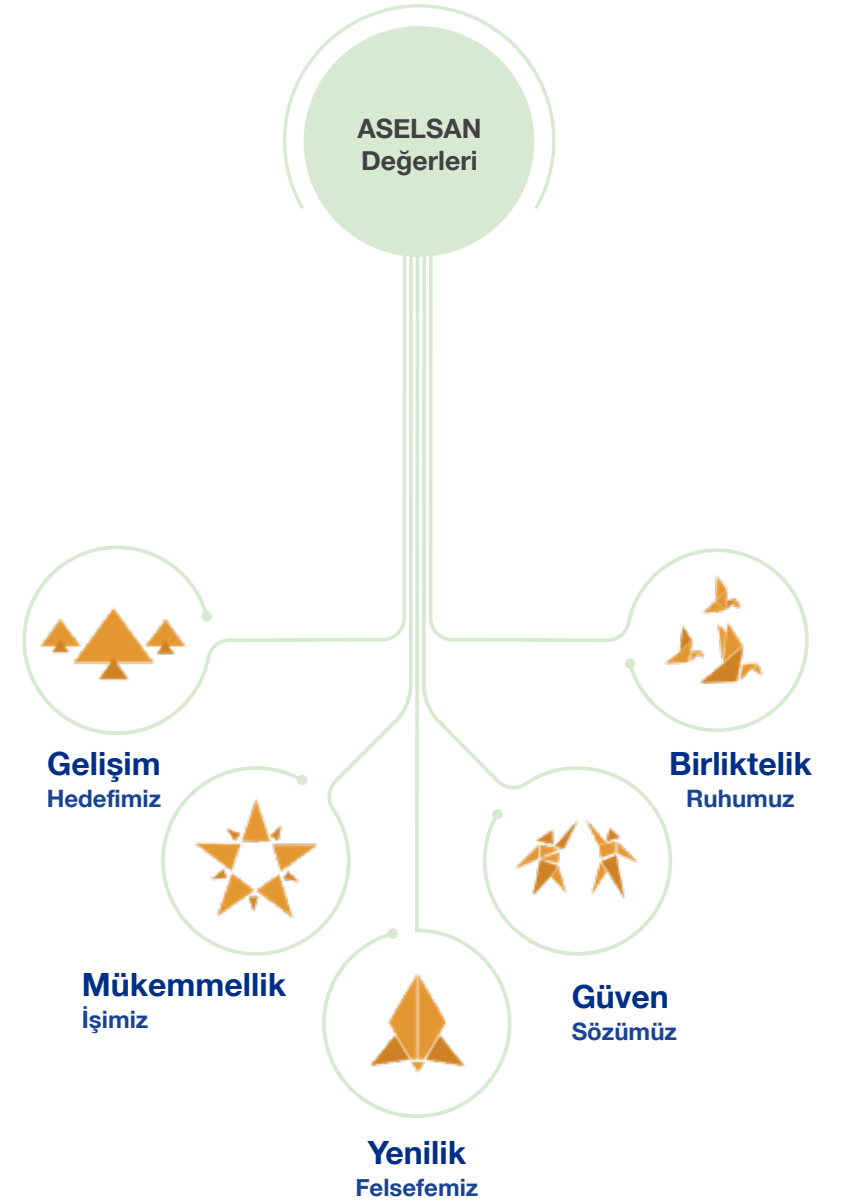 ASELSAN
Değerleri
Gelişim
Hedefimiz
Birliktelik
Ruhumuz
Mükemmellik
İşimiz
Güven
Sözümüz
Yenilik
Felsefemiz